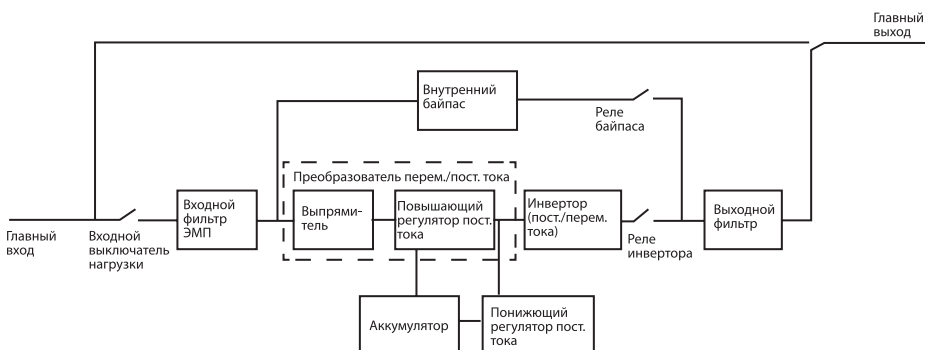 Главный
выход
Внутренний
байпас
Реле
байпаса
Преобразователь перем./пост. тока
Входной
фильтр
ЭМП
Выпрями-
тель
Повышающий
регулятор пост.
тока
Инвертор
(пост./перем.
тока)
Выходной
фильтр
Главный
вход
Входной
выключатель
нагрузки
Реле
инвертора
Аккумулятор
Понижющий
регулятор пост.
тока